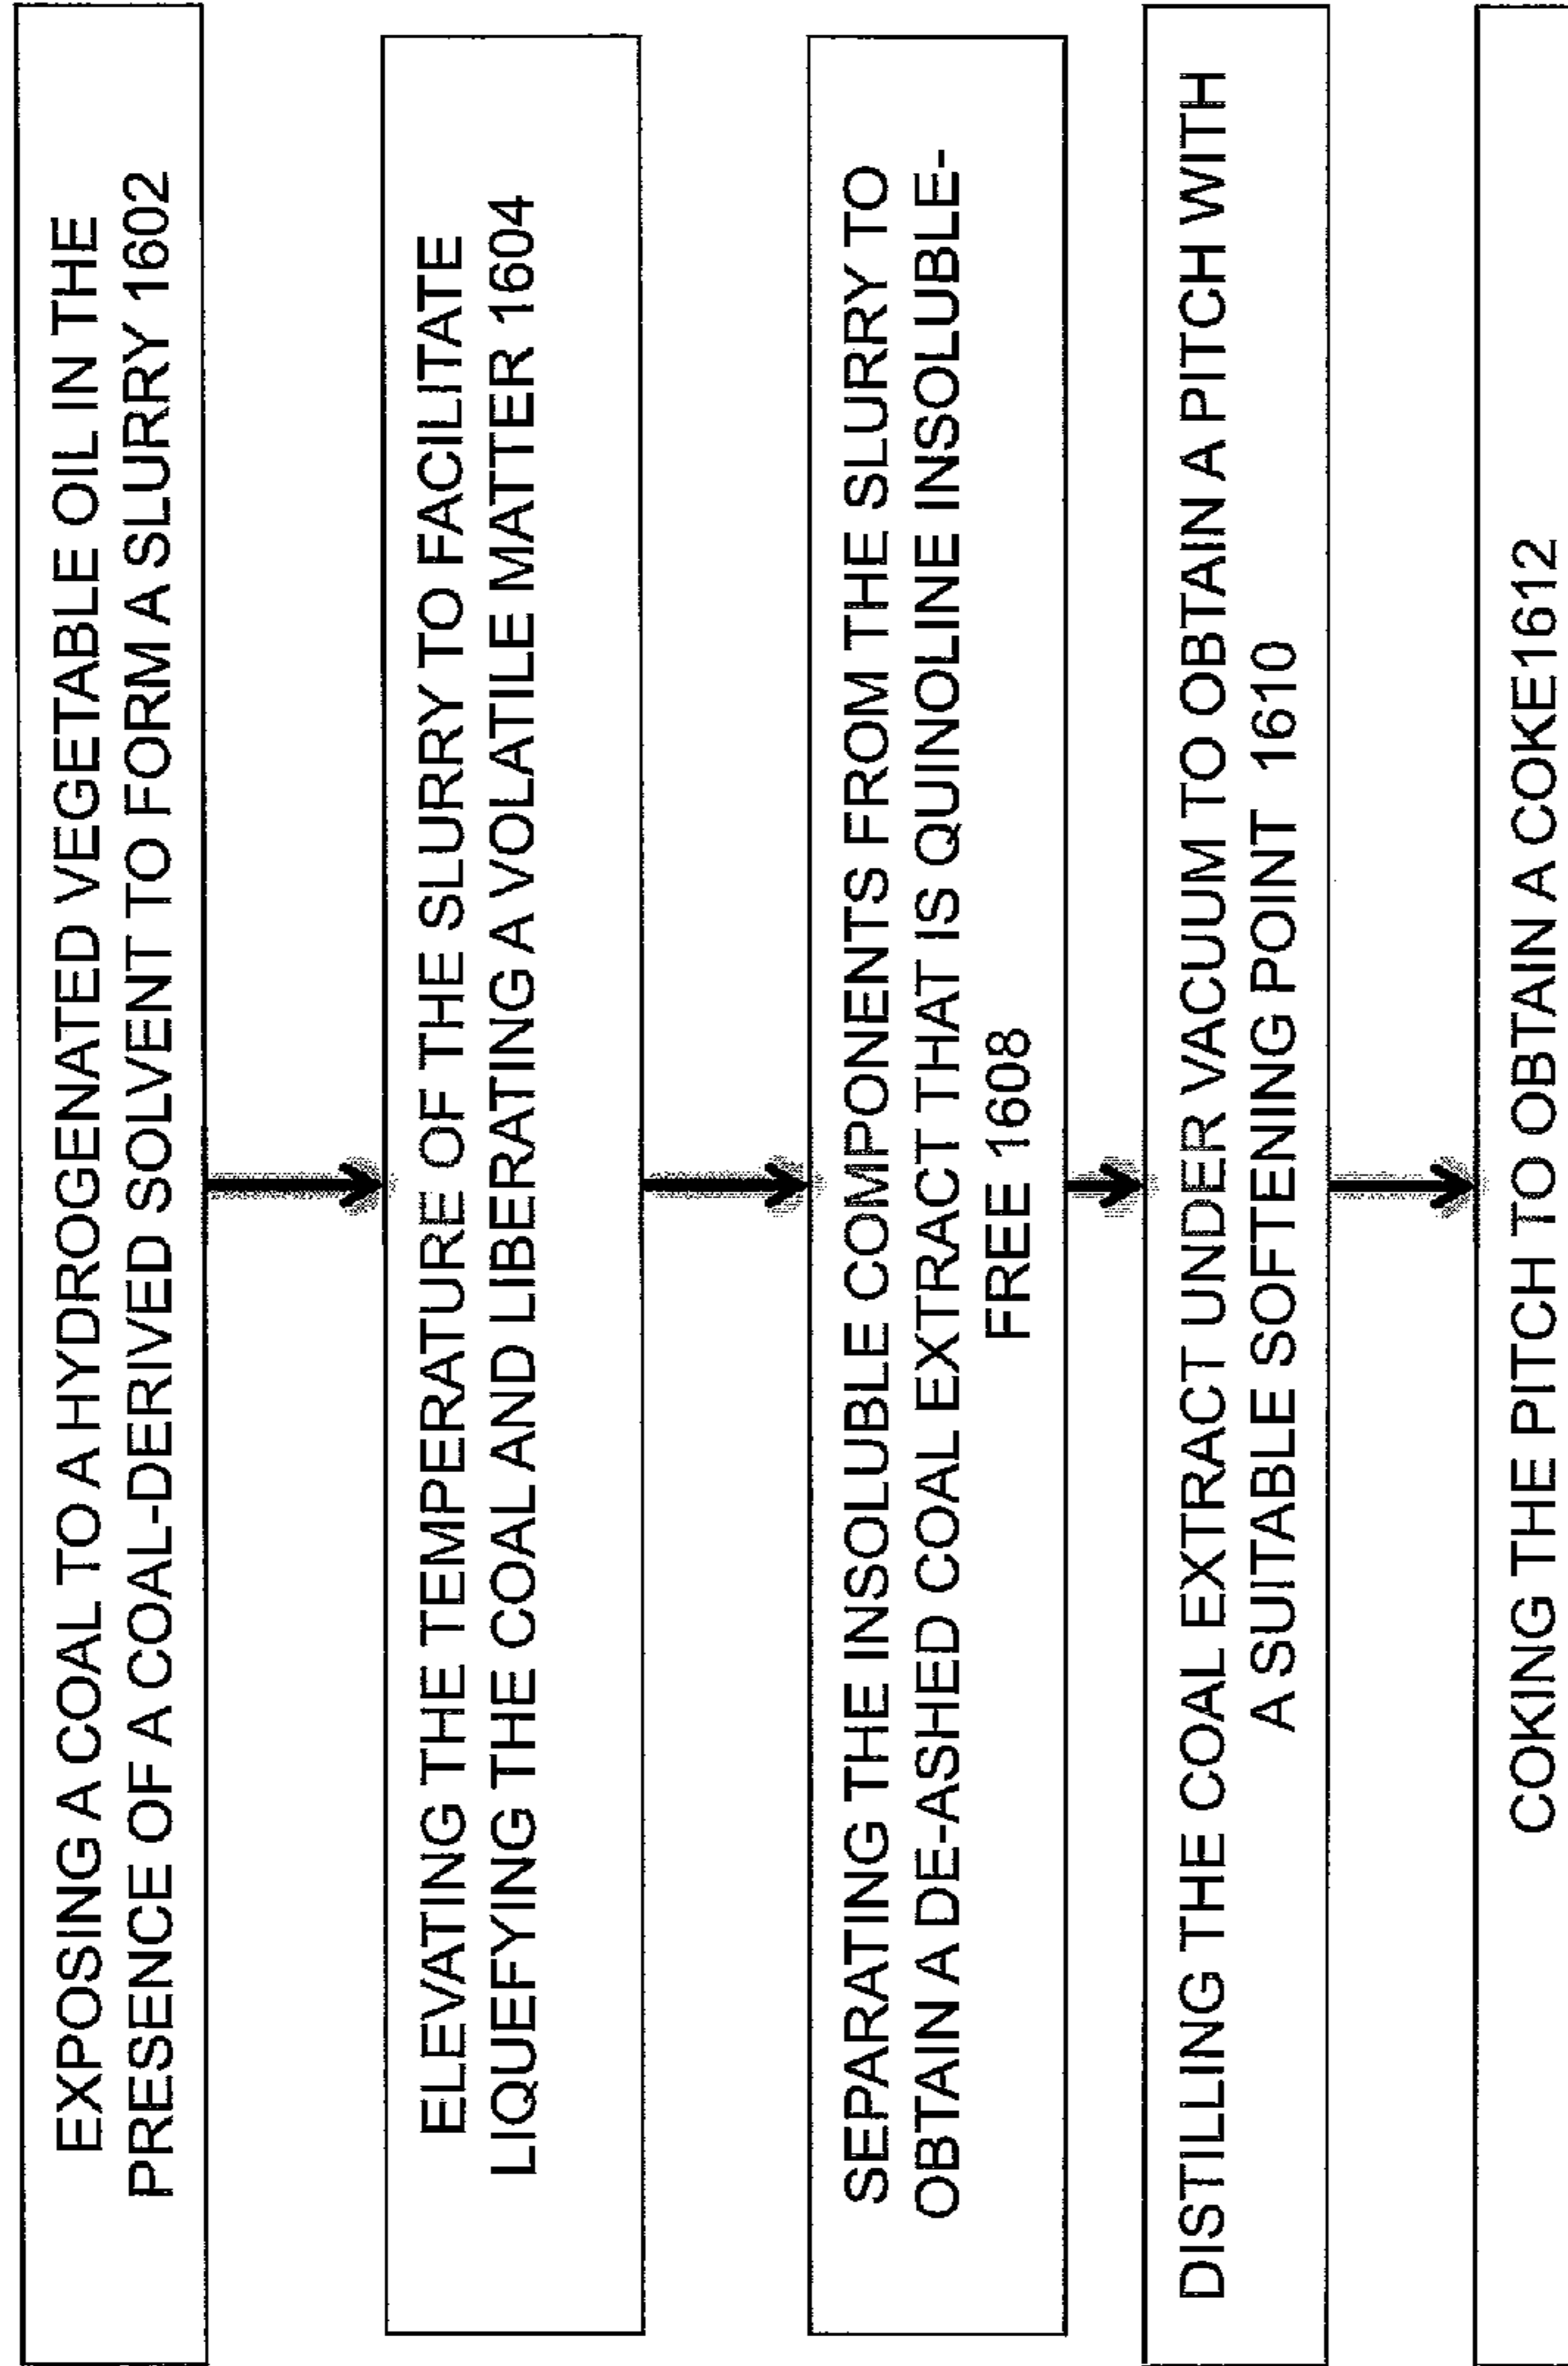 EXPOSING A COAL TO A HYDROGENATED VEGETABLE OIL IN THE
PRESENCE OF A COAL-DERIVED SOLVENT TO FORM A SLURRY 1602
ELEVATING THE TEMPERATURE OF THE SLURRY TO FACILITATE
LIQUEFYING THE COAL AND LIBERATING A VOLATILE MATTER 1604
SEPARATING THE INSOLUBLE COMPONENTS FROM THE SLURRY TO
OBTAIN A DE-ASHED COAL EXTRACT THAT IS QUINOLINE INSOLUBLE-
FREE 1608
DISTILLING THE COAL EXTRACT UNDER VACUUM TO OBTAIN A PITCH WITH
A SUITABLE SOFTENING POINT 1610
COKING THE PITCH TO OBTAIN A COKE1612